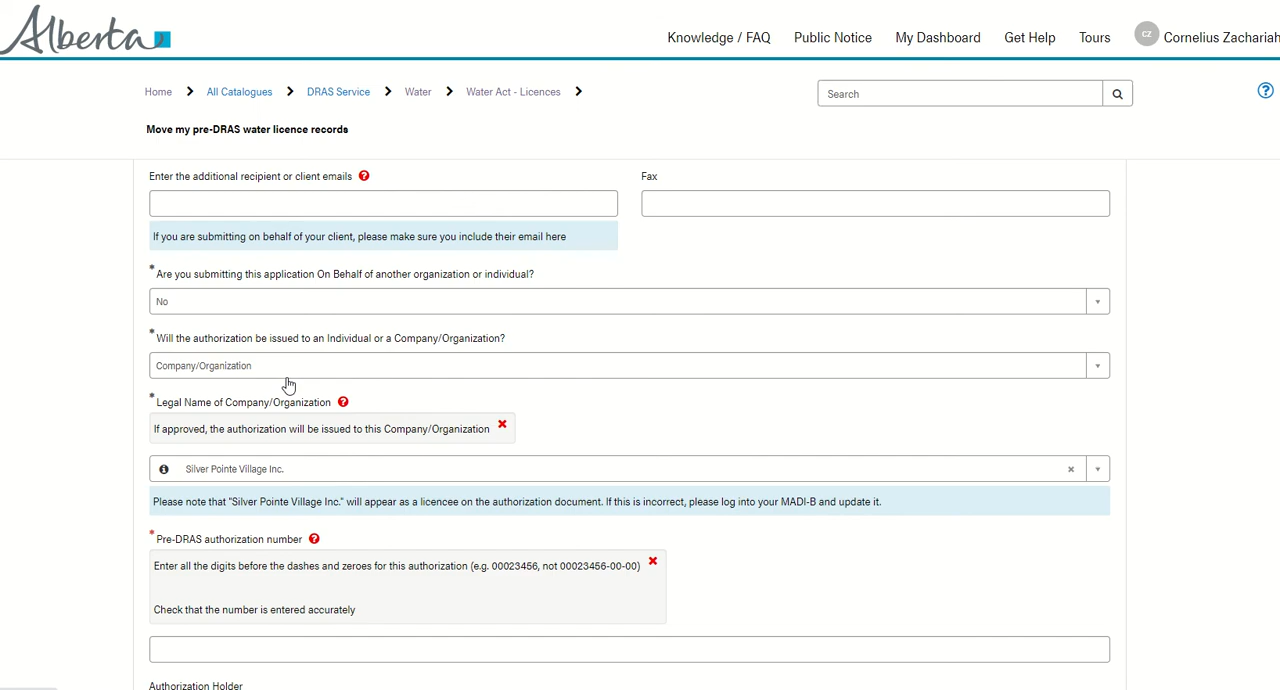 Alberta
Knowledge / FAQ Public Notice My Dashboard Get Help Tours CZ Cornelius Zachariah
Home All Catalogues DRAS Service Water Water Act - Licences
Search
?
Move my pre-DRAS water licence records
Enter the additional recipient or client emails ?
Fax
If you are submitting on behalf of your client, please make sure you include their email here
* Are you submitting this application On Behalf of another organization or individual?
No
* Will the authorization be issued to an Individual or a Company/Organization?
Company/Organization
* Legal Name of Company/Organization ?
If approved, the authorization will be issued to this Company/Organization
Silver Pointe Village Inc.
Please note that "Silver Pointe Village Inc." will appear as a licencee on the authorization document. If this is incorrect, please log into your MADI-B and update it.
* Pre-DRAS authorization number ?
Enter all the digits before the dashes and zeroes for this authorization (e.g. 00023456, not 00023456-00-00)
Check that the number is entered accurately
Authorization Holder